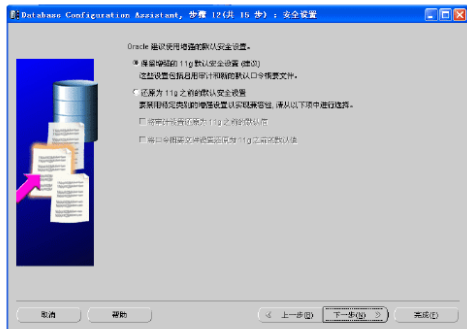 Database Configuration Assistant, 步骤 12(共 15 步) : 安全设置
Oracle 建议使用增强的默认安全设置。
保留增强的 11g 默认安全设置 (建议)
这些设置包括启用审计和新的默认口令概要文件。
还原为 11g 之前的默认安全设置
要禁用特定类别的增强设置以实现兼容性, 请从以下项中进行选择。
将审计设置还原为 11g 之前的默认值
将口令概要文件设置还原为 11g 之前的默认值
取消
帮助
上一步(B)
下一步(N)
完成(F)